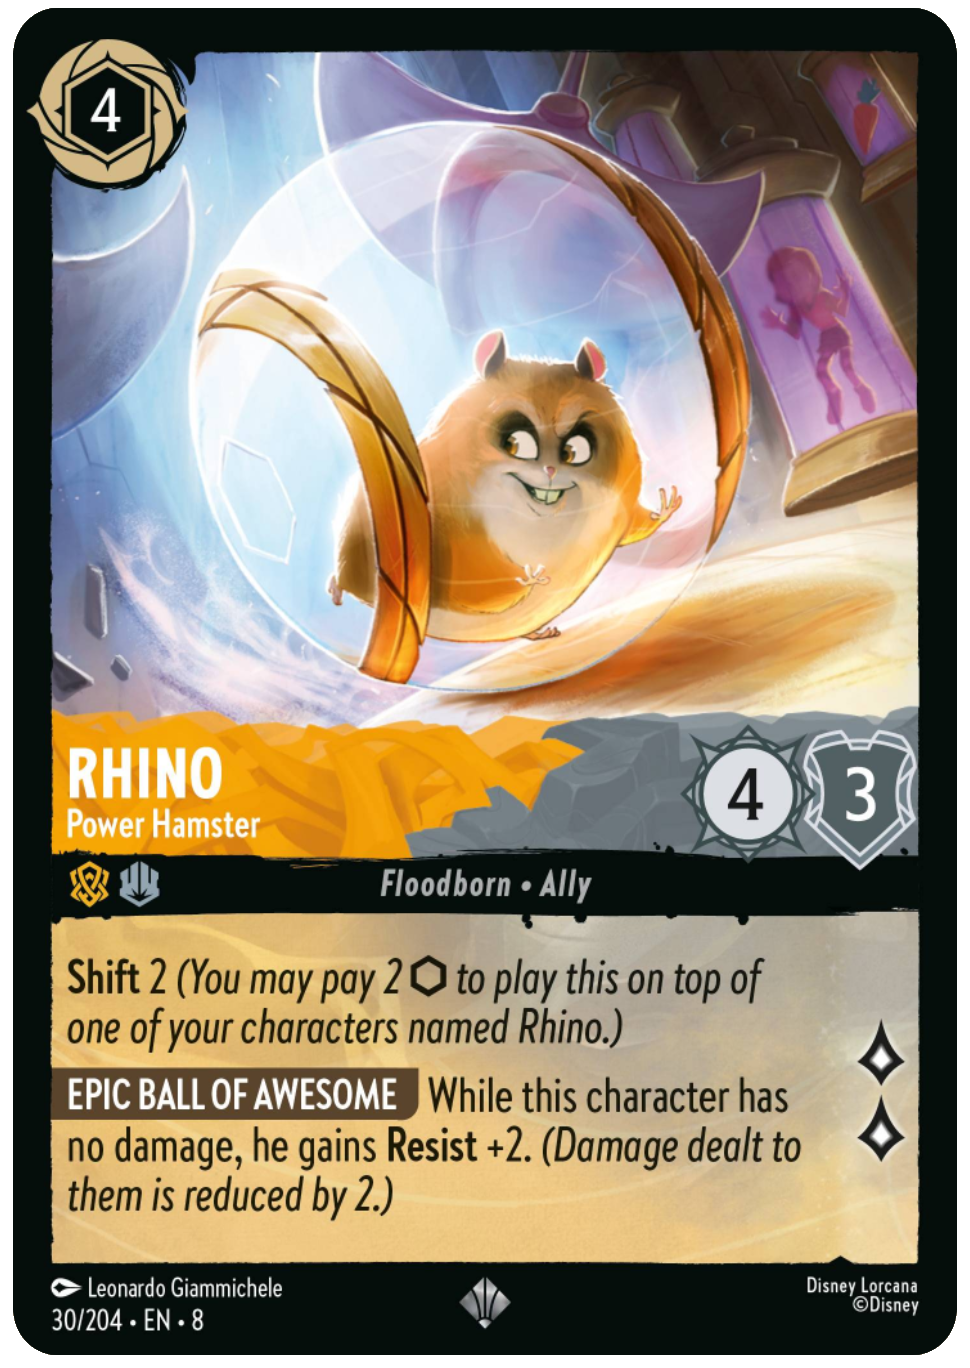 4
RHINO
Power Hamster
4
3
Floodborn • Ally
Shift 2 (You may pay 2 ⬡ to play this on top of
one of your characters named Rhino.)
EPIC BALL OF AWESOME While this character has
no damage, he gains Resist +2. (Damage dealt to
them is reduced by 2.)
Leonardo Giammichele
30/204 • EN • 8
Disney Lorcana
©Disney